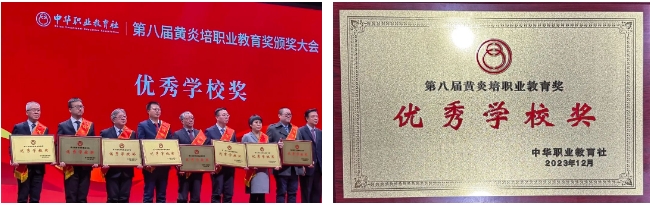 中华职业教育社
第八届黄炎培职业教育奖颁奖大会
优秀学校奖
第八届黄炎培职业教育奖
优秀学校奖
中华职业教育社
2023年12月